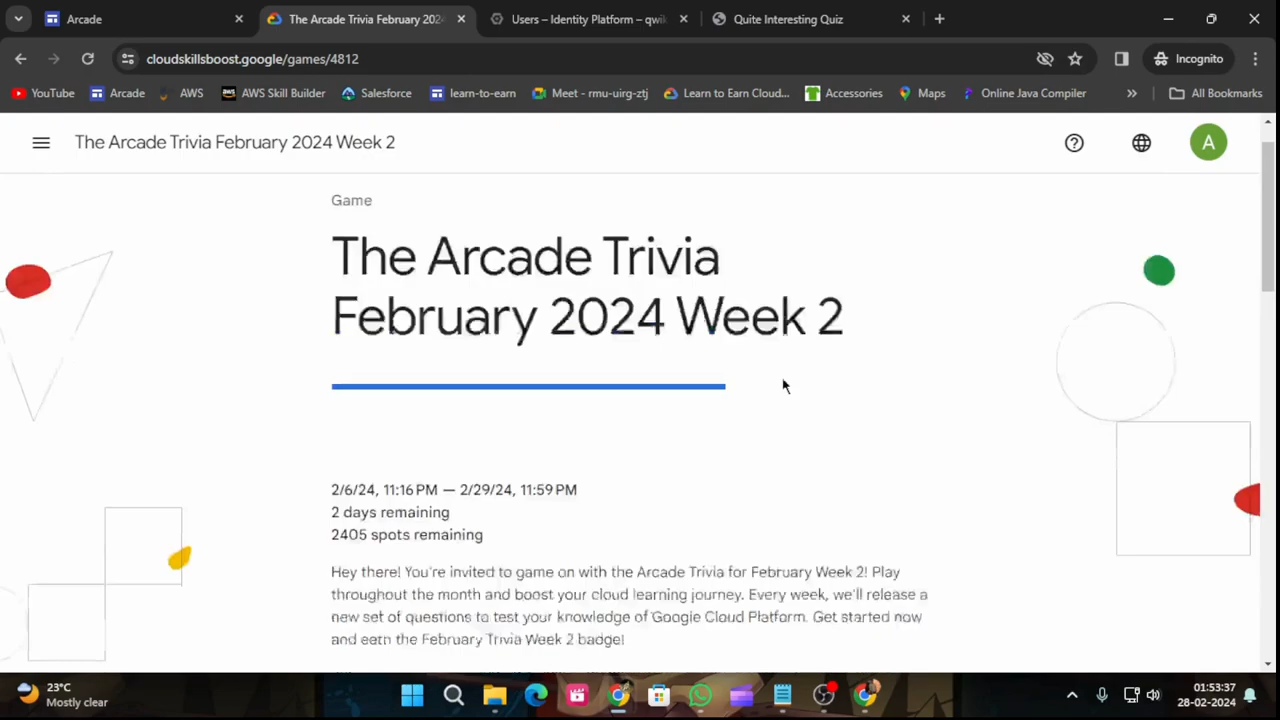 Arcade
The Arcade Trivia February 202
Users – Identity Platform – qwik
Quite Interesting Quiz
cloudskillsboost.google/games/4812
Incognito
YouTube
Arcade
AWS
AWS Skill Builder
Salesforce
learn-to-earn
Meet - rmu-uirg-ztj
Learn to Earn Cloud...
Accessories
Maps
Online Java Compiler
All Bookmarks
The Arcade Trivia February 2024 Week 2
A
Game
The Arcade Trivia
February 2024 Week 2
2/6/24, 11:16 PM — 2/29/24, 11:59 PM
2 days remaining
2405 spots remaining
Hey there! You're invited to game on with the Arcade Trivia for February Week 2! Play
throughout the month and boost your cloud learning journey. Every week, we'll release a
new set of questions to test your knowledge of Google Cloud Platform. Get started now
and earn the February Trivia Week 2 badge!
23°C
Mostly clear
01:53:37
28-02-2024